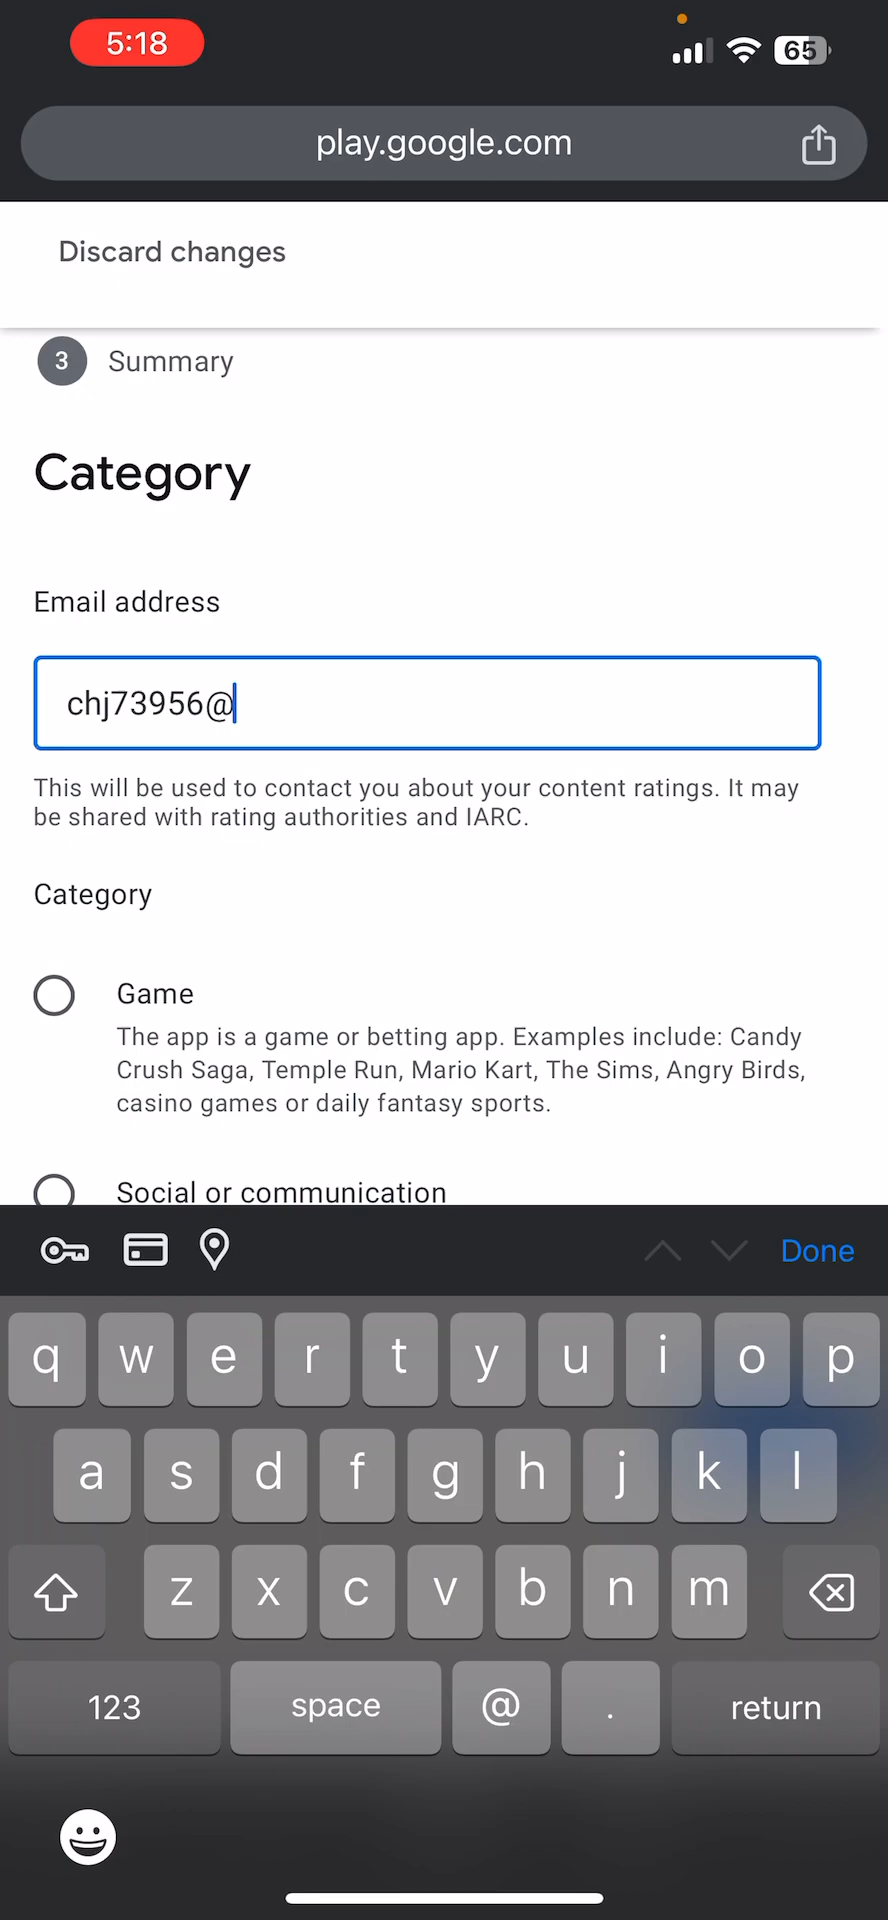 5:18
65
play.google.com
Discard changes
3 Summary
Category
Email address
chj73956@
This will be used to contact you about your content ratings. It may
be shared with rating authorities and IARC.
Category
Game
The app is a game or betting app. Examples include: Candy
Crush Saga, Temple Run, Mario Kart, The Sims, Angry Birds,
casino games or daily fantasy sports.
Social or communication
Done
q w e r t y u i o p
a s d f g h j k l
z x c v b n m
123 space @ . return